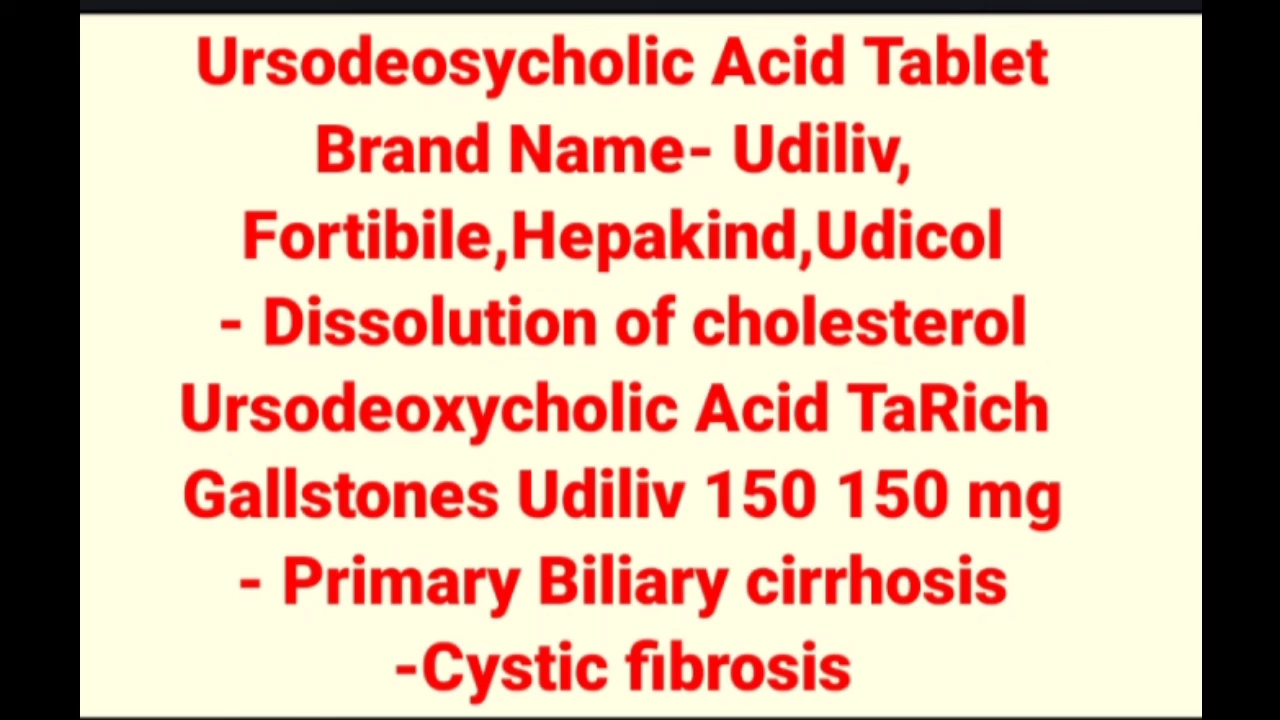 Ursodeosycholic Acid Tablet
Brand Name- Udiliv,
Fortibile,Hepakind,Udicol
- Dissolution of cholesterol
Ursodeoxycholic Acid TaRich
Gallstones Udiliv 150 150 mg
- Primary Biliary cirrhosis
-Cystic fibrosis